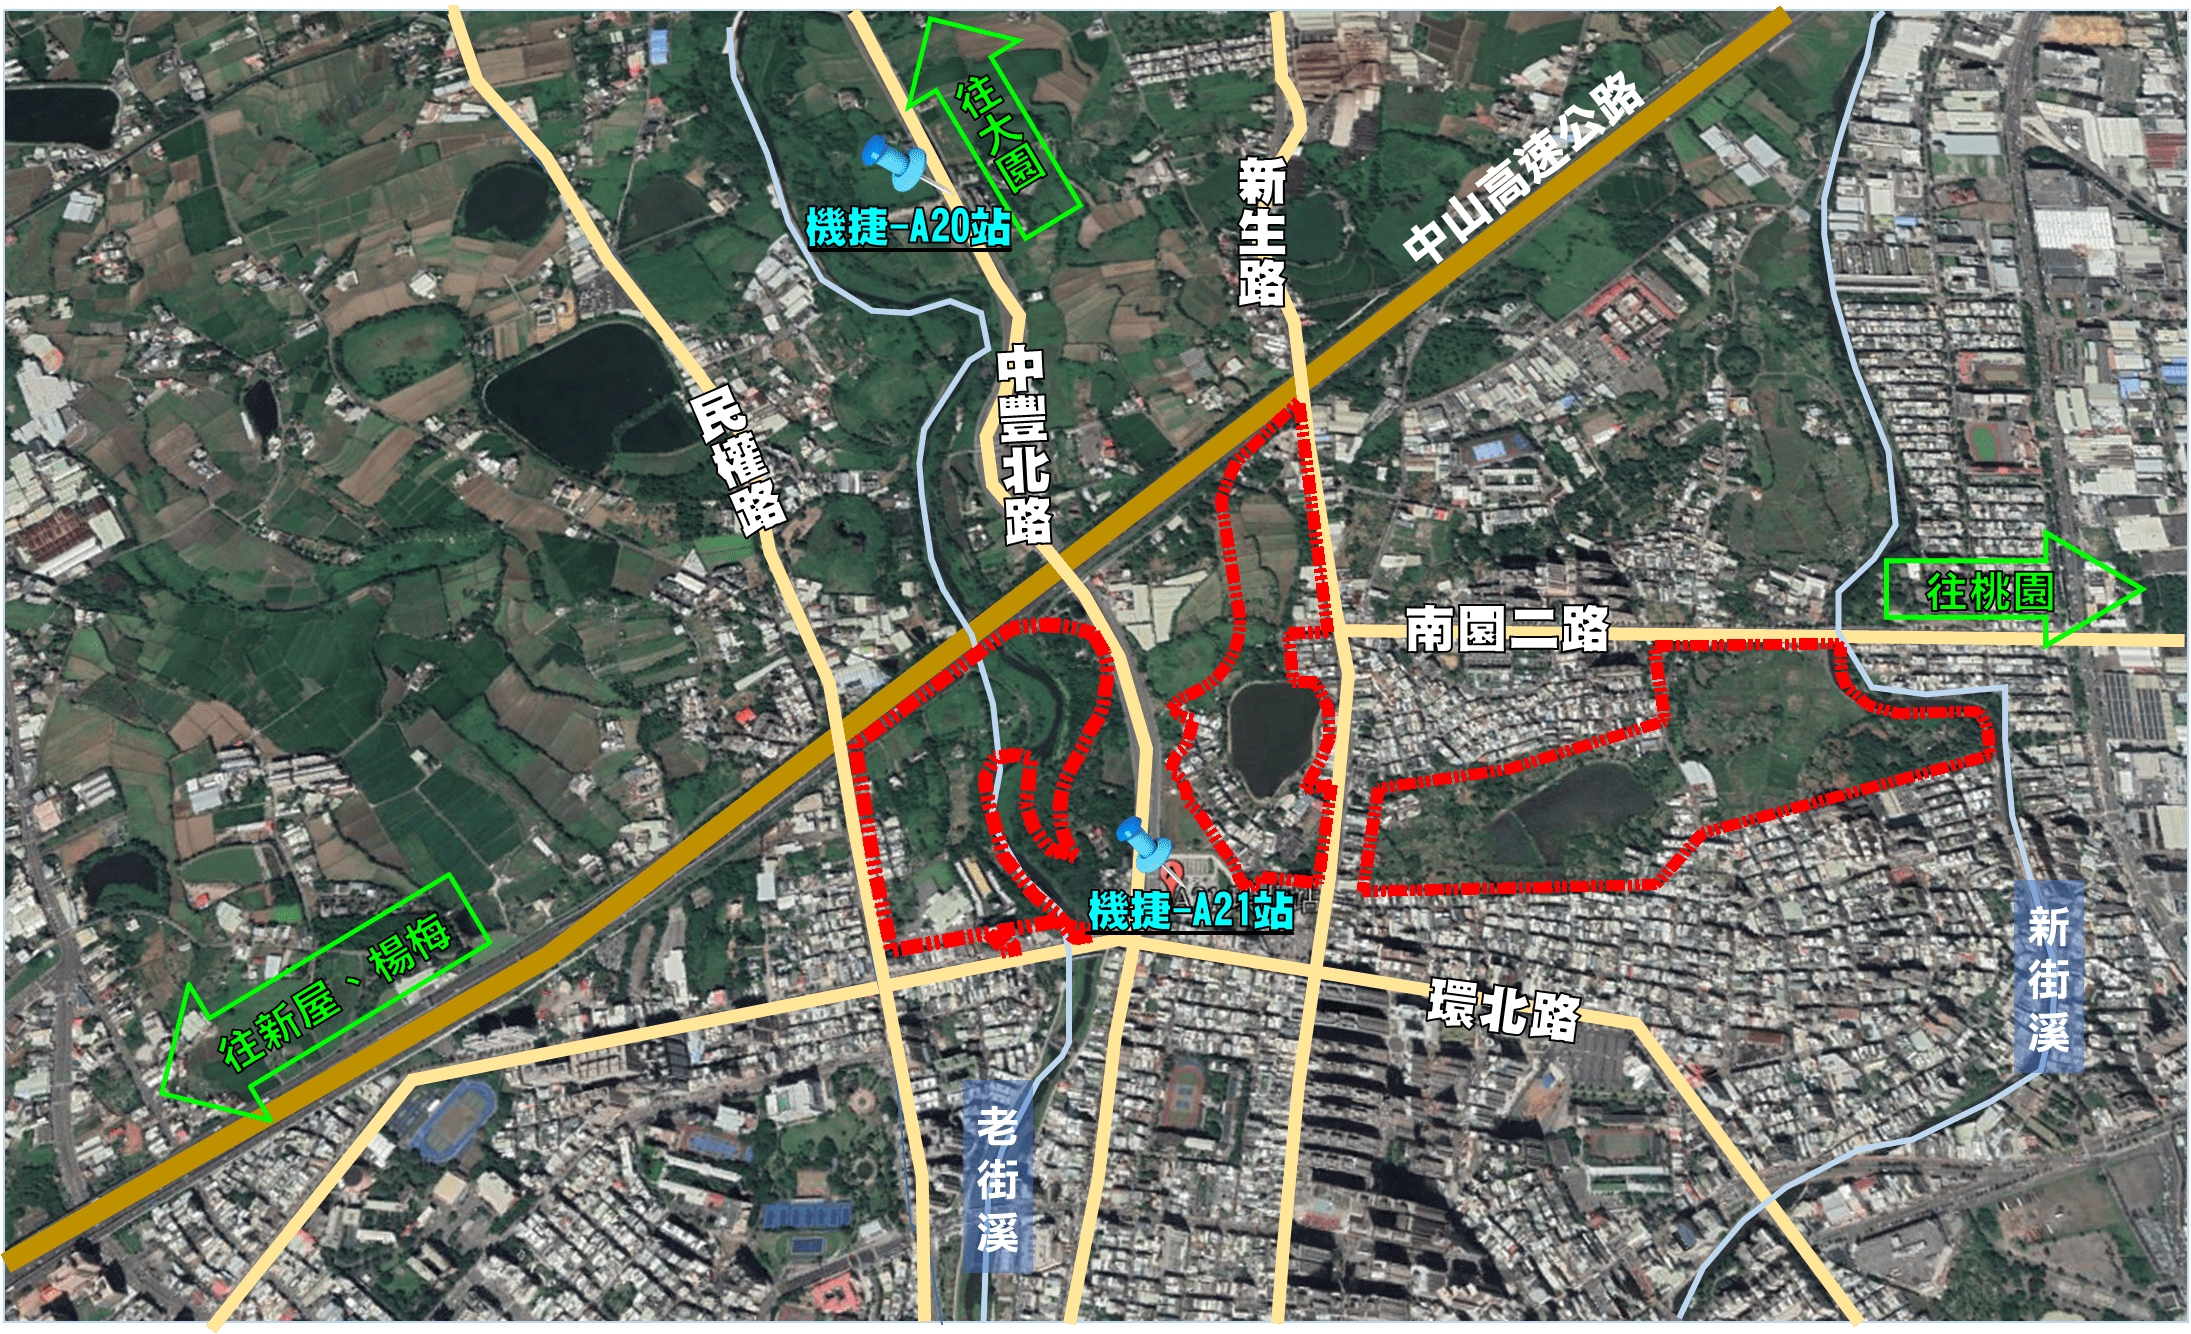 往大園
機捷-A20站
新生路
中山高速公路
中豐北路
民權路
往桃園
南園二路
機捷-A21站
往新屋、楊梅
新街溪
環北路
老街溪